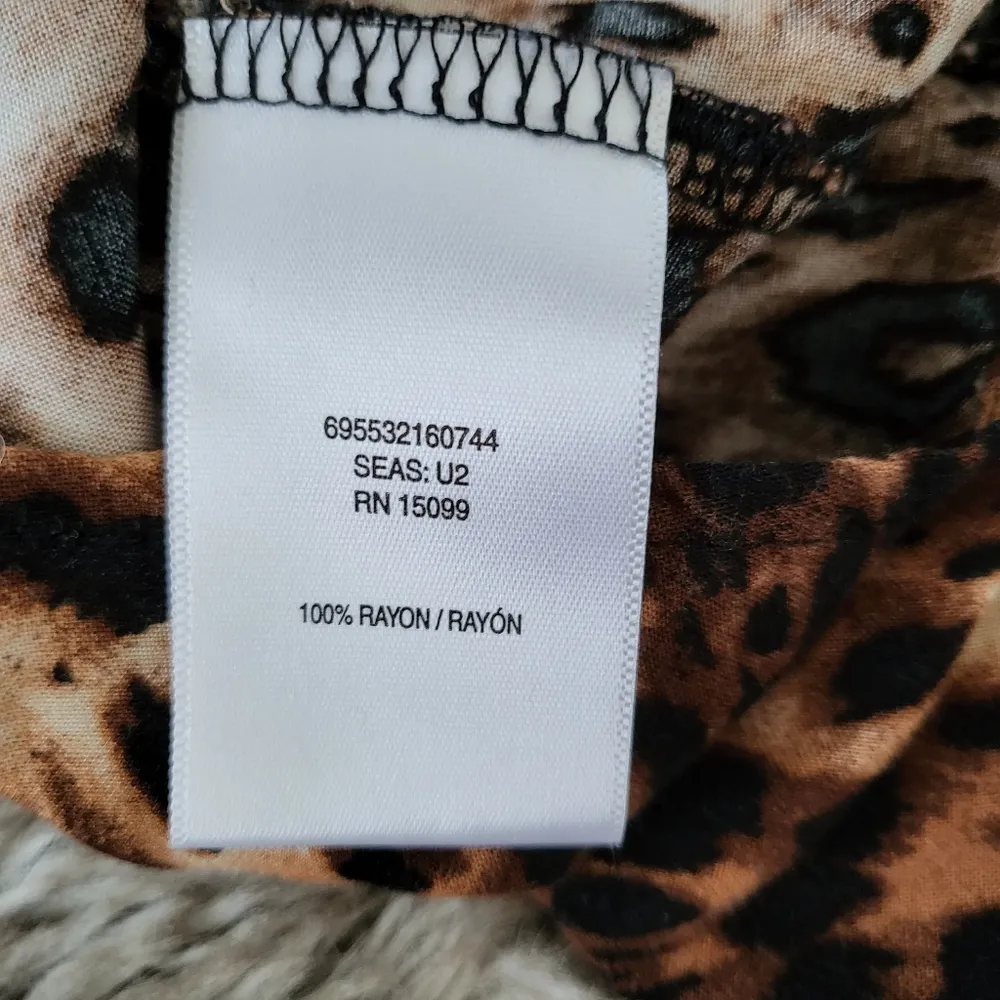 695532160744
SEAS: U2
RN 15099
100% RAYON / RAYÓN